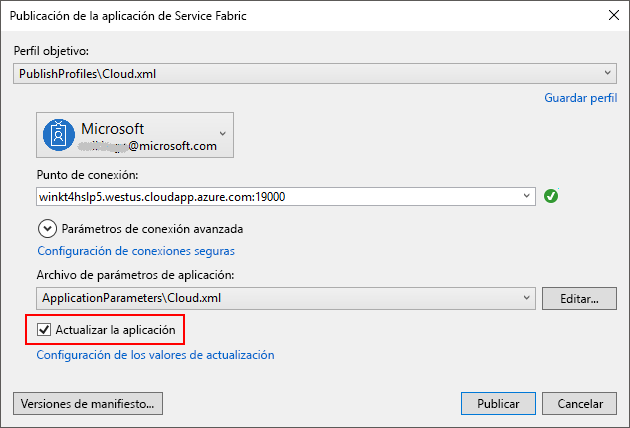 Publicación de la aplicación de Service Fabric
Perfil objetivo:
PublishProfiles\Cloud.xml
Guardar perfil
Microsoft
@microsoft.com
Punto de conexión:
winkt4hslp5.westus.cloudapp.azure.com:19000
Parámetros de conexión avanzada
Configuración de conexiones seguras
Archivo de parámetros de aplicación:
ApplicationParameters\Cloud.xml
Editar...
Actualizar la aplicación
Configuración de los valores de actualización
Versiones de manifiesto...
Publicar
Cancelar